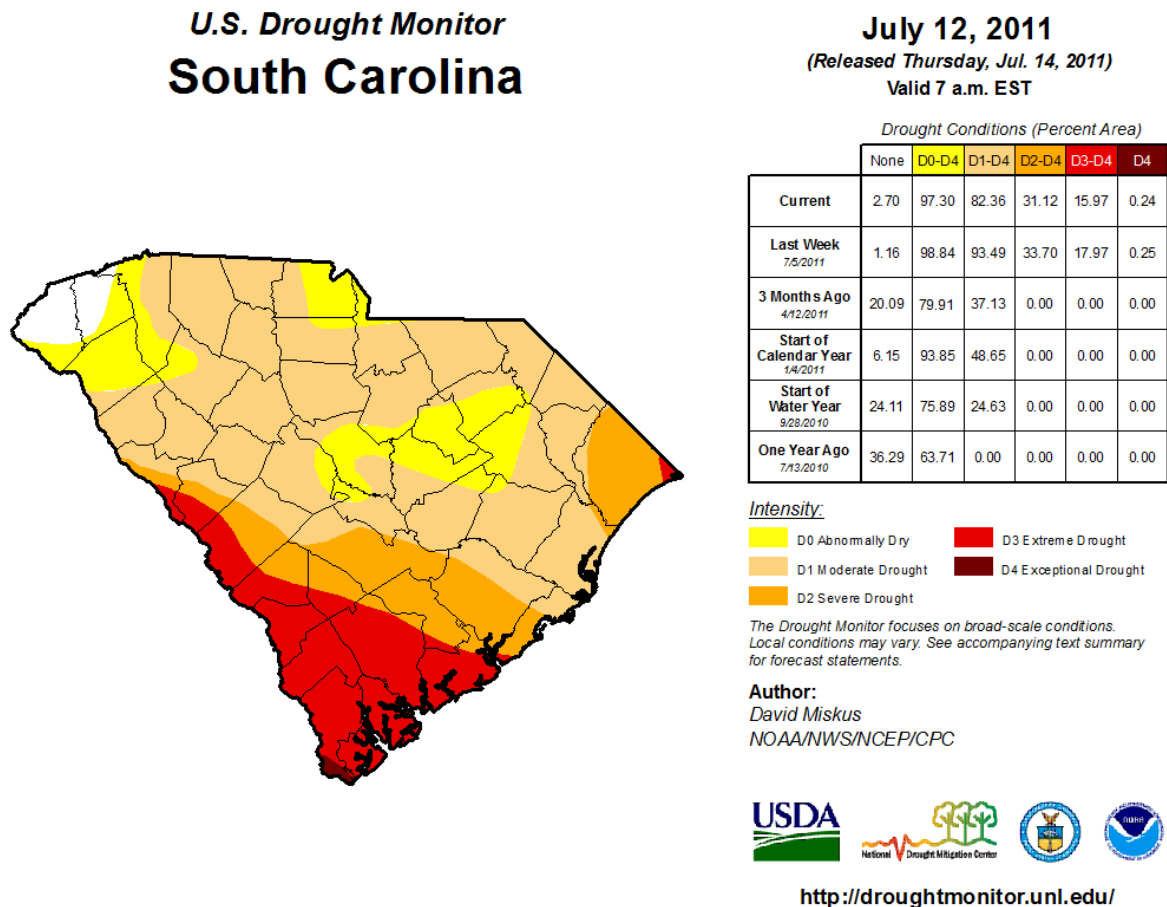 U.S. Drought Monitor
South Carolina
July 12, 2011
(Released Thursday, Jul. 14, 2011)
Valid 7 a.m. EST
Drought Conditions (Percent Area)
None D0-D4 D1-D4 D2-D4 D3-D4 D4
Current 2.70 97.30 82.36 31.12 15.97 0.24
Last Week
7/5/2011
1.16 98.84 93.49 33.70 17.97 0.25
3 Months Ago
4/12/2011
20.09 79.91 37.13 0.00 0.00 0.00
Start of
Calendar Year
1/4/2011
6.15 93.85 48.65 0.00 0.00 0.00
Start of
Water Year
9/28/2010
24.11 75.89 24.63 0.00 0.00 0.00
One Year Ago
7/13/2010
36.29 63.71 0.00 0.00 0.00 0.00
Intensity:
D0 Abnormally Dry
D1 Moderate Drought
D2 Severe Drought
D3 Extreme Drought
D4 Exceptional Drought
The Drought Monitor focuses on broad-scale conditions.
Local conditions may vary. See accompanying text summary
for forecast statements.
Author:
David Miskus
NOAA/NWS/NCEP/CPC
USDA
National Drought Mitigation Center
NOAA
http://droughtmonitor.unl.edu/